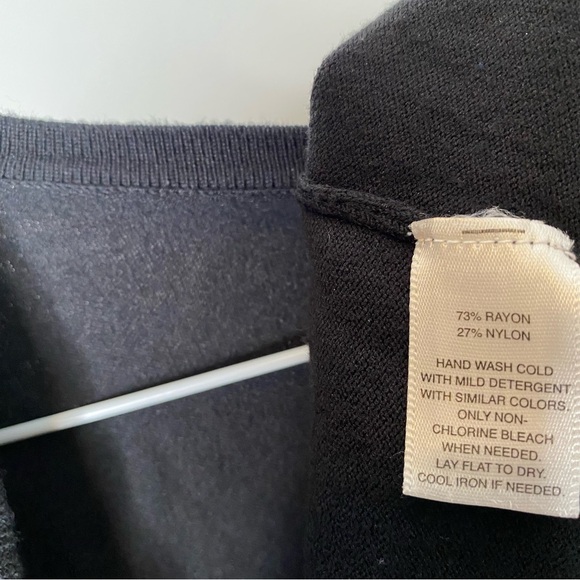 73% RAYON
27% NYLON
HAND WASH COLD
WITH MILD DETERGENT
WITH SIMILAR COLORS.
ONLY NON-
CHLORINE BLEACH
WHEN NEEDED.
LAY FLAT TO DRY.
COOL IRON IF NEEDED.